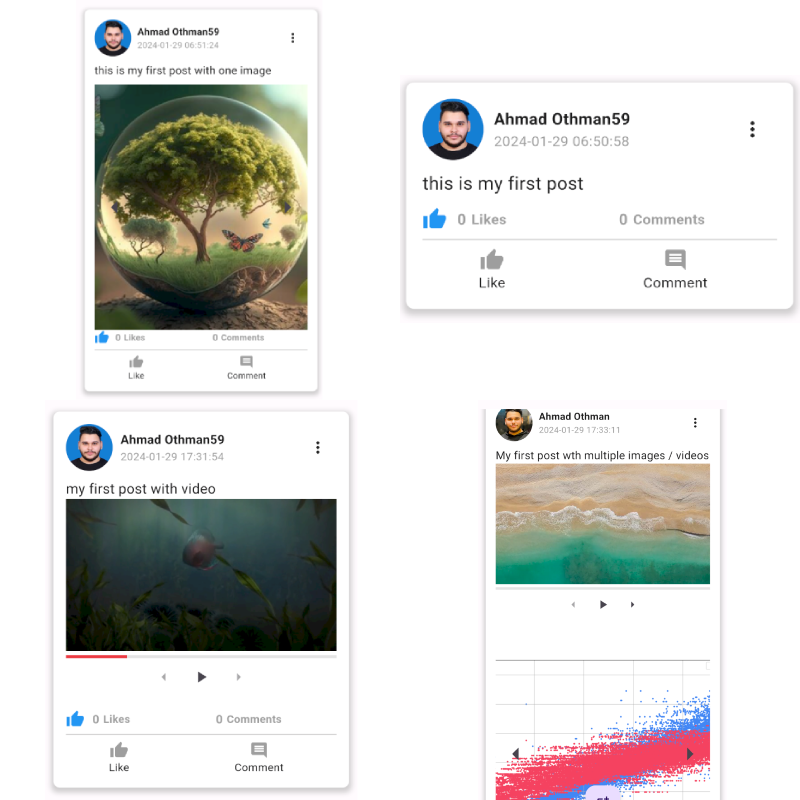 Ahmad Othman59
2024-01-29 06:51:24
this is my first post with one image
0 Likes
0 Comments
Like
Comment
Ahmad Othman59
2024-01-29 06:50:58
this is my first post
0 Likes
0 Comments
Like
Comment
Ahmad Othman59
2024-01-29 17:31:54
my first post with video
0 Likes
0 Comments
Like
Comment
Ahmad Othman
2024-01-29 17:33:11
My first post wth multiple images / videos